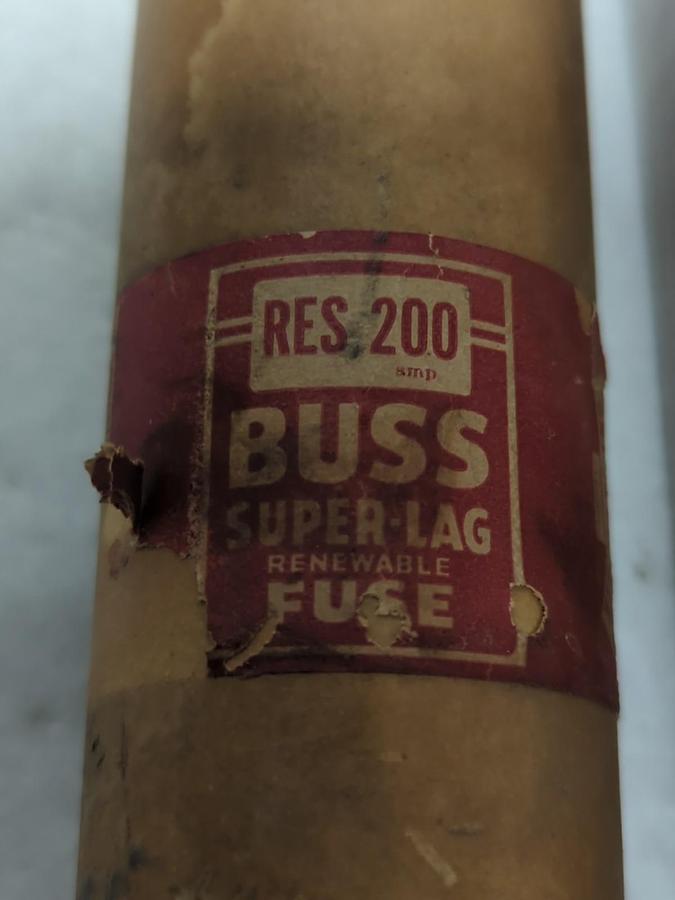 RES 200
amp
BUSS
SUPER-LAG
RENEWABLE
FUSE